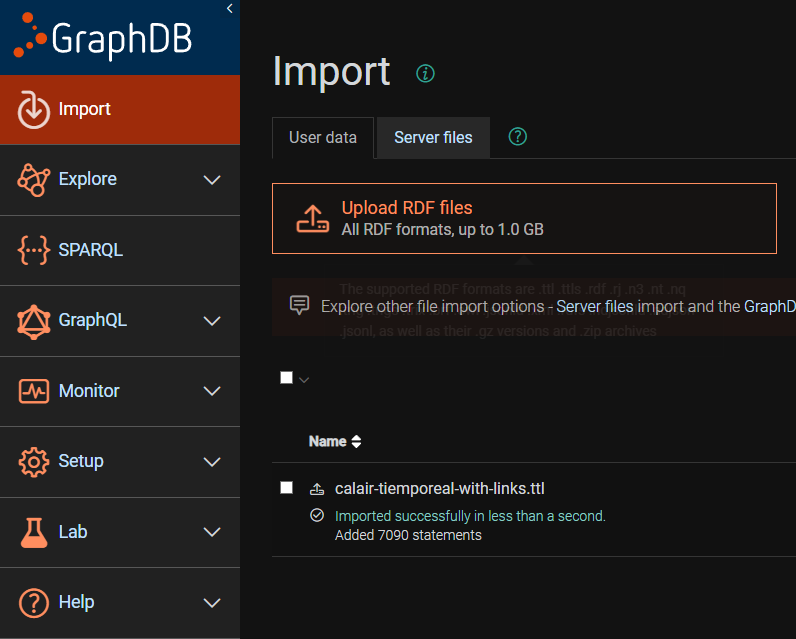 GraphDB
Import
Explore
SPARQL
GraphQL
Monitor
Setup
Lab
Help
Import
User data
Server files
Upload RDF files
All RDF formats, up to 1.0 GB
The supported RDF formats are .ttl .ttls .rdf .rj .n3 .nt .nq
Explore other file import options - Server files import and the GraphD
.jsonl, as well as their .gz versions and .zip archives
Name
calair-tiemporeal-with-links.ttl
Imported successfully in less than a second.
Added 7090 statements